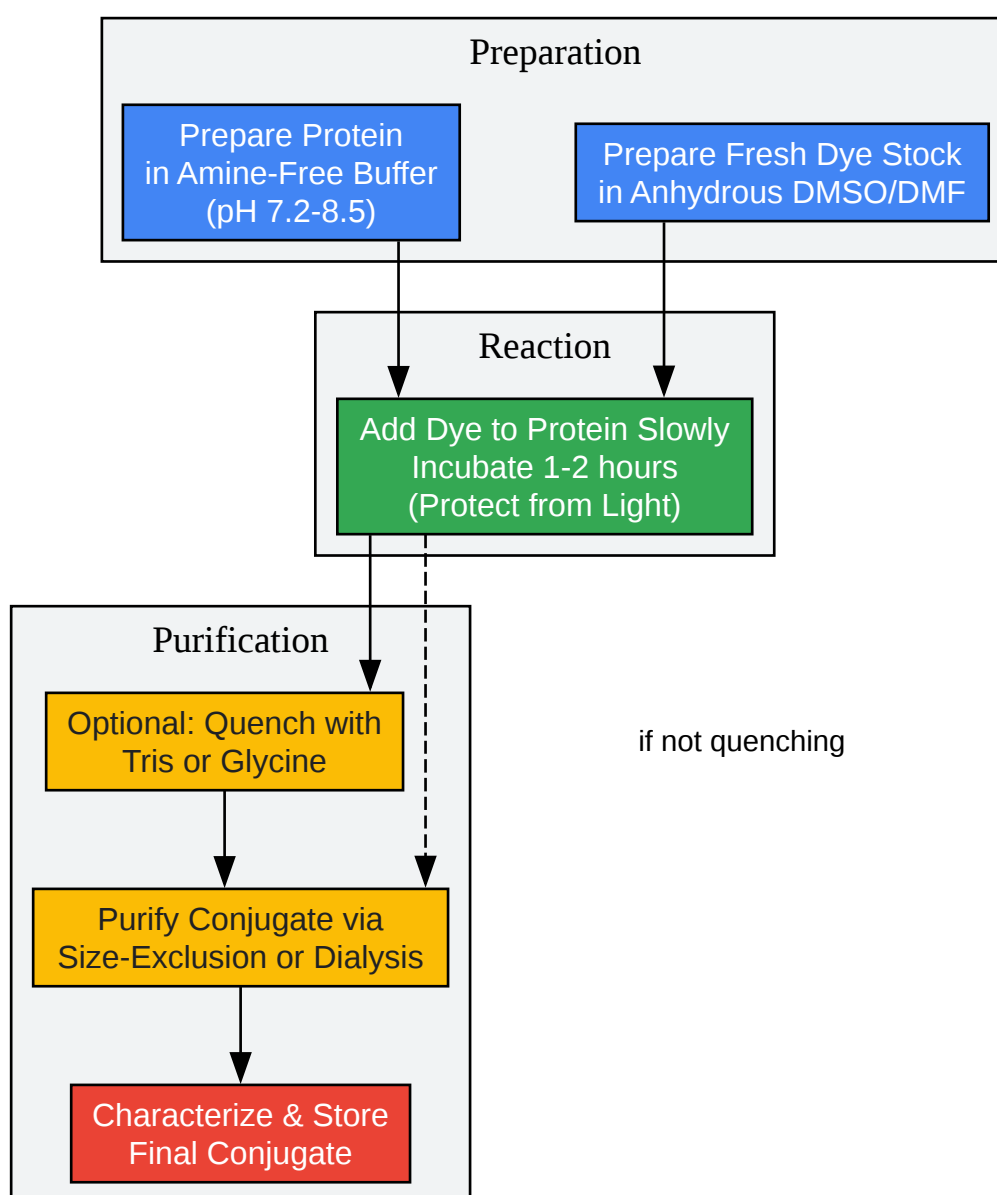 Preparation
Prepare Protein
in Amine-Free Buffer
(pH 7.2-8.5)
Prepare Fresh Dye Stock
in Anhydrous DMSO/DMF
Reaction
Add Dye to Protein Slowly
Incubate 1-2 hours
(Protect from Light)
Purification
Optional: Quench with
Tris or Glycine
if not quenching
Purify Conjugate via
Size-Exclusion or Dialysis
Characterize & Store
Final Conjugate